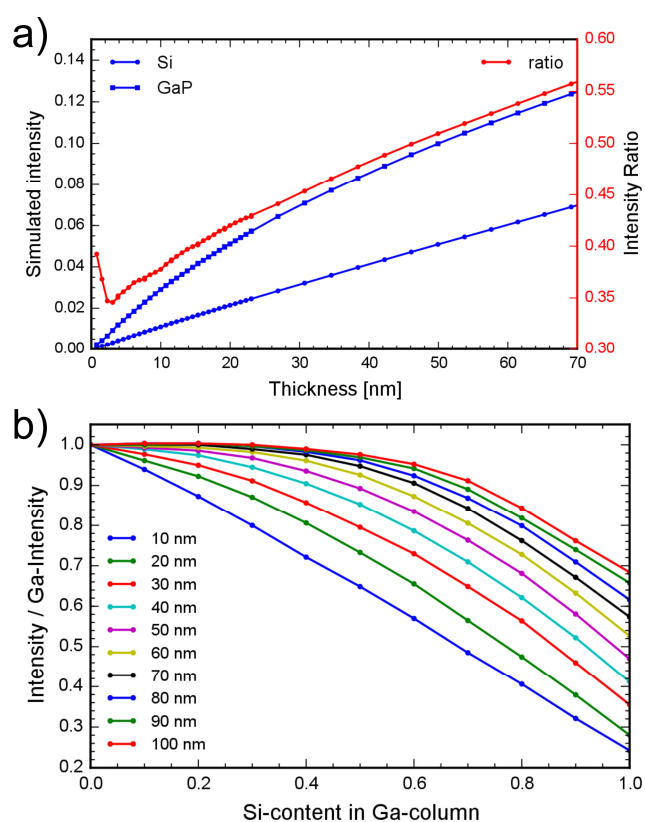 a)
0.14
0.12
0.10
0.08
0.06
0.04
0.02
0.00
Simulated intensity
Si
GaP
ratio
0.60
0.55
0.50
0.45
0.40
0.35
0.30
Intensity Ratio
0 10 20 30 40 50 60 70
Thickness [nm]
b)
1.0
0.9
0.8
0.7
0.6
0.5
0.4
0.3
0.2
Intensity / Ga-Intensity
10 nm
20 nm
30 nm
40 nm
50 nm
60 nm
70 nm
80 nm
90 nm
100 nm
0.0 0.2 0.4 0.6 0.8 1.0
Si-content in Ga-column